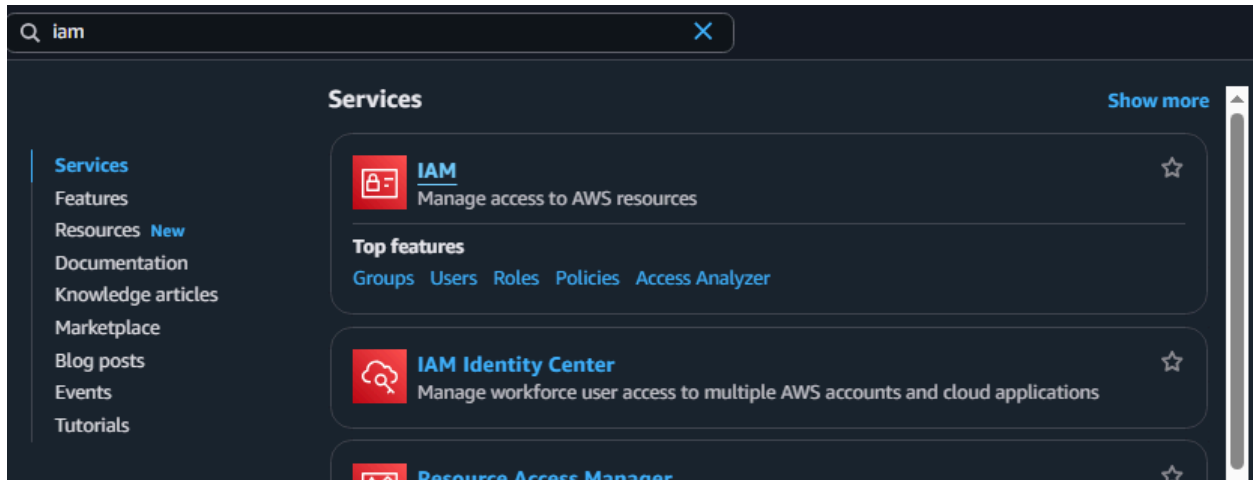 iam
Services
Show more
Services
Features
Resources New
Documentation
Knowledge articles
Marketplace
Blog posts
Events
Tutorials
IAM
Manage access to AWS resources
Top features
Groups Users Roles Policies Access Analyzer
IAM Identity Center
Manage workforce user access to multiple AWS accounts and cloud applications
Resource Access Manager